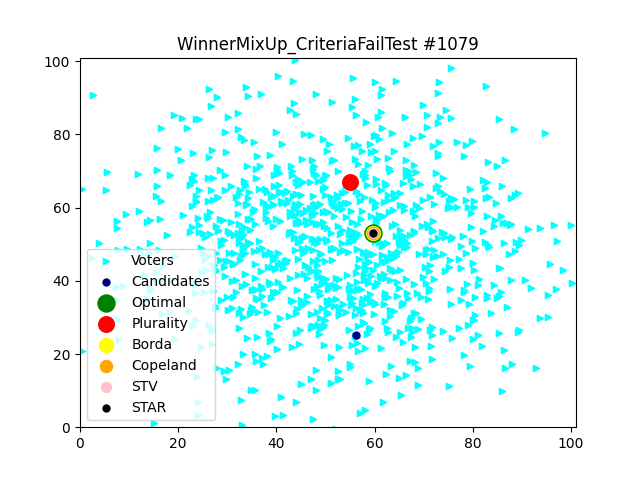 WinnerMixUp_CriteriaFailTest #1079
100
80
60
40
20
0
0 20 40 60 80 100
Voters
Candidates
Optimal
Plurality
Borda
Copeland
STV
STAR